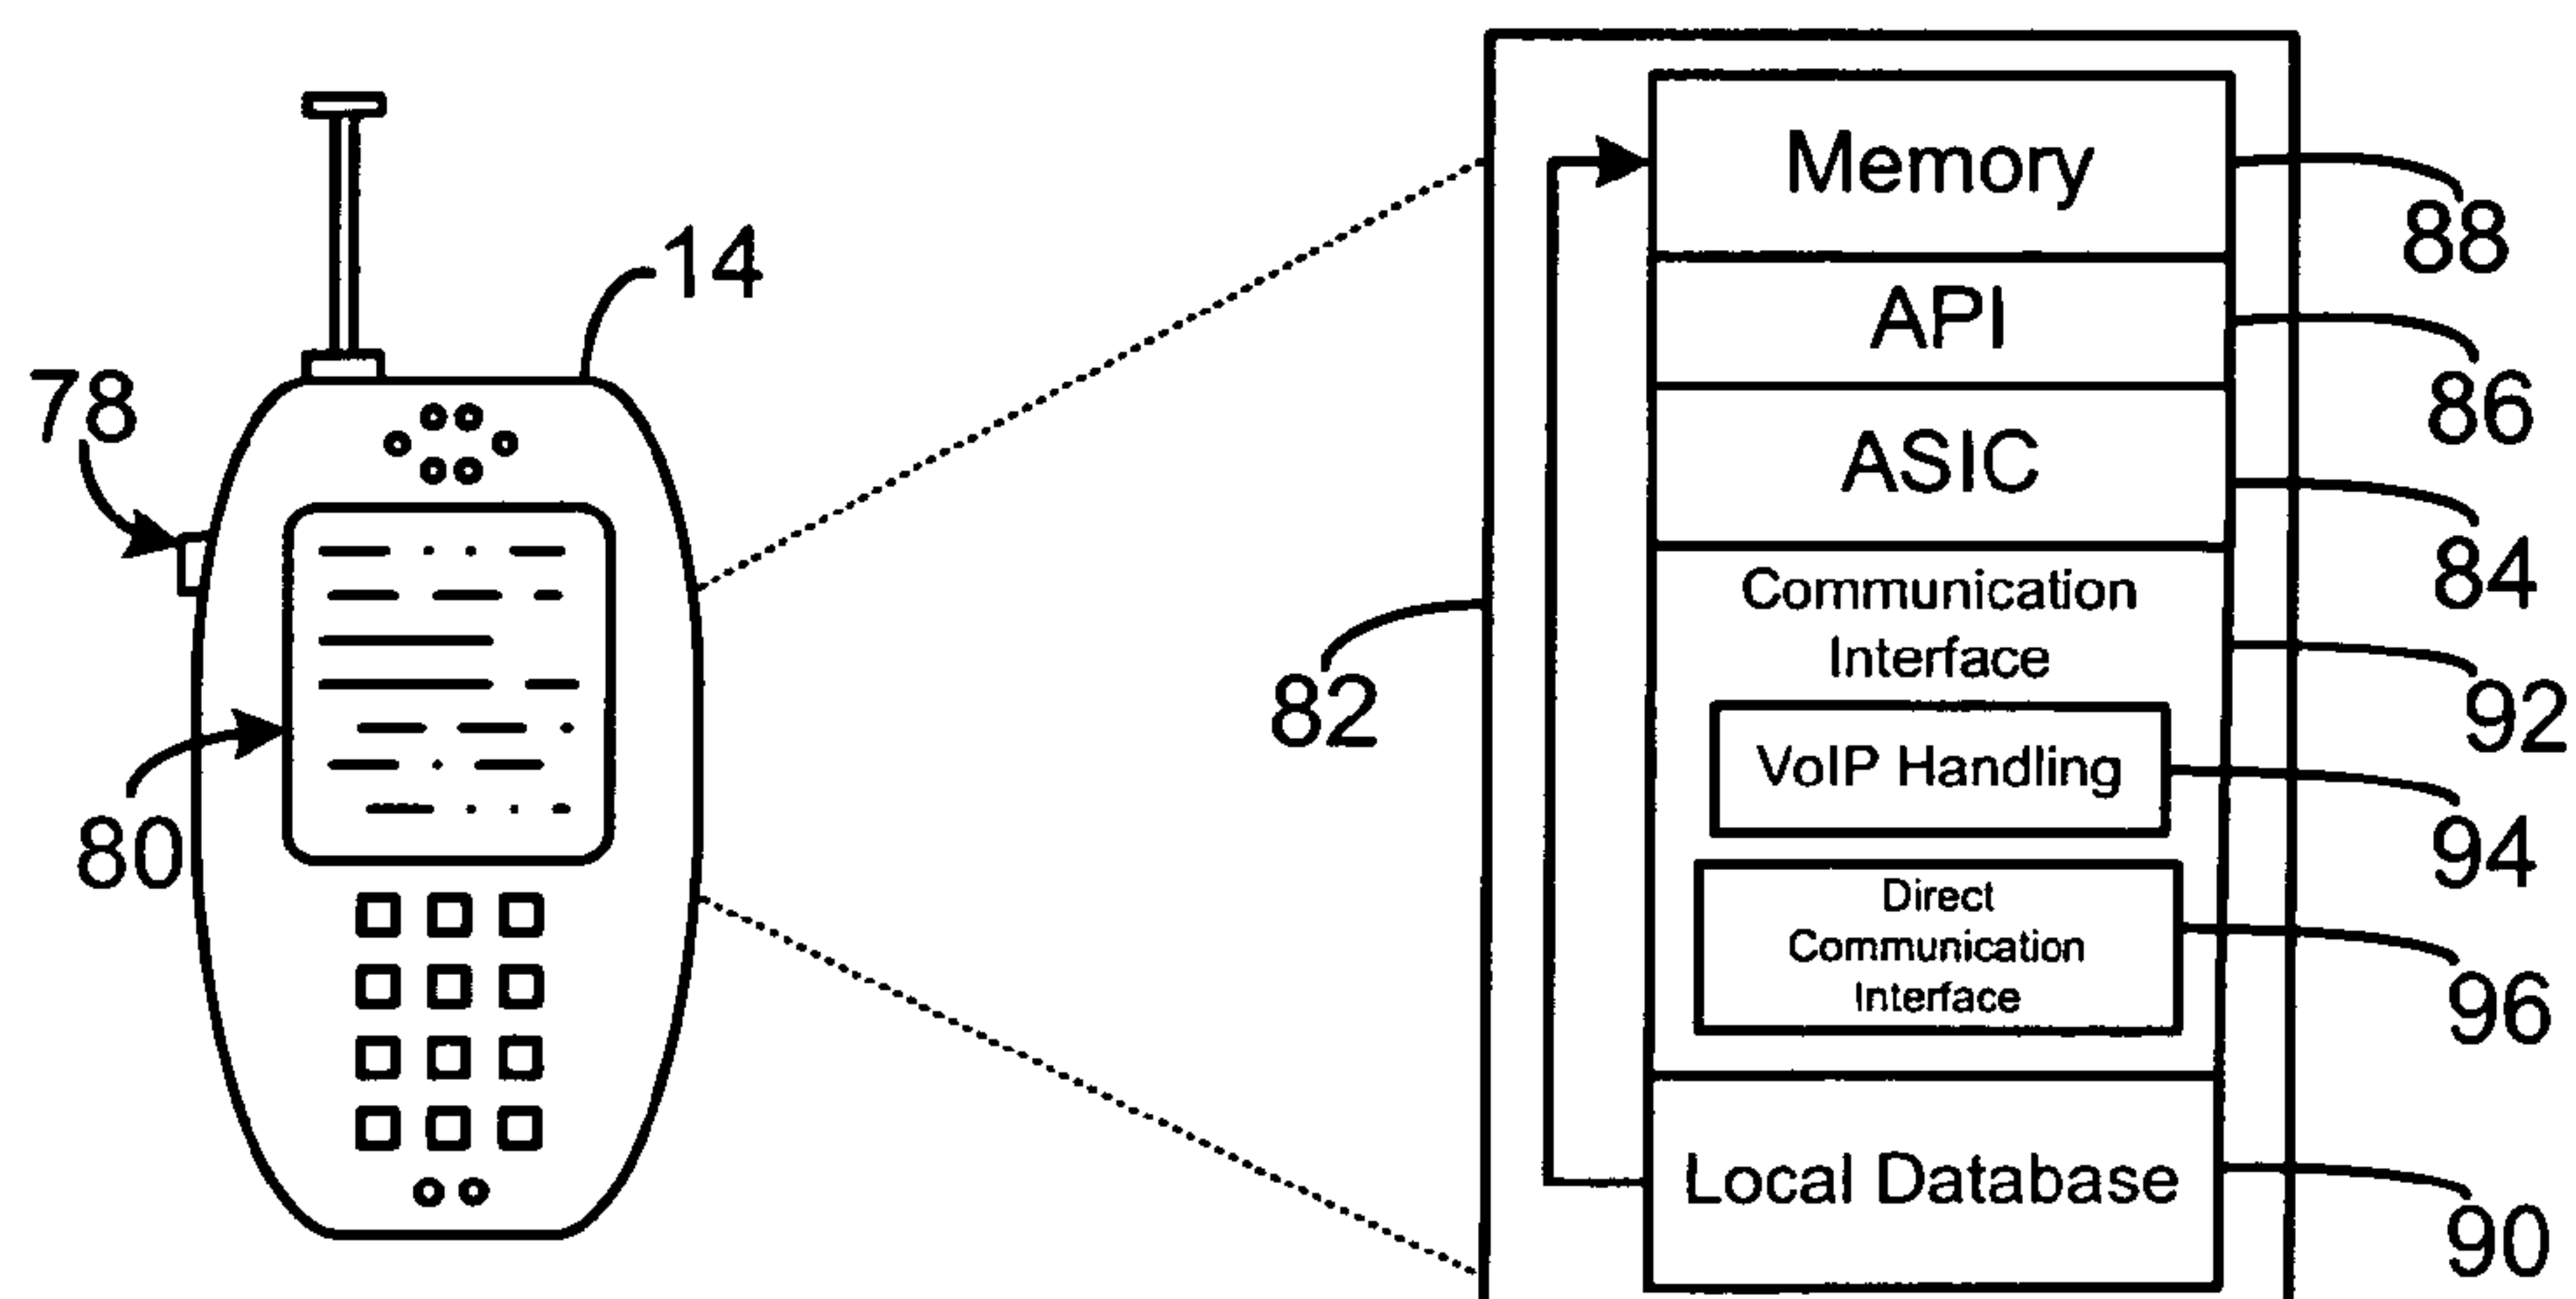 14
78
80
82
Memory
88
API
86
ASIC
84
Communication
Interface
92
VoIP Handling
94
Direct
Communication
Interface
96
Local Database
90